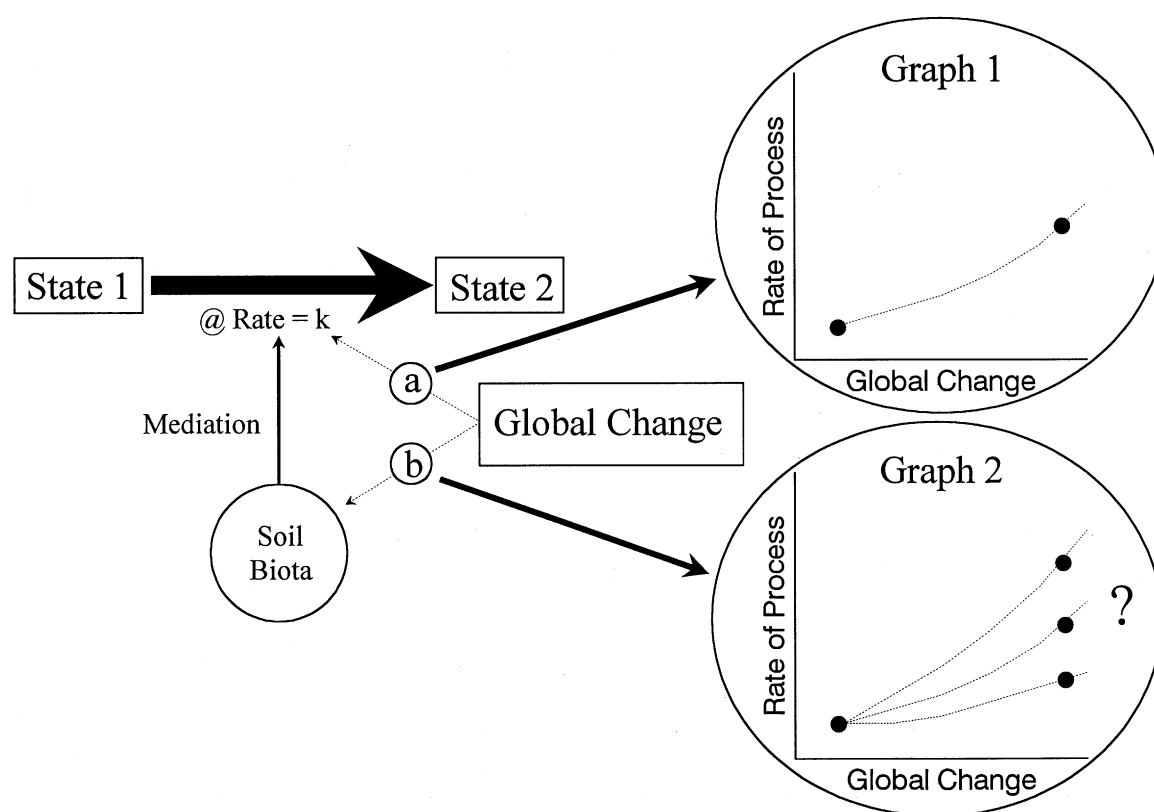 State 1
State 2
@ Rate = k
Mediation
Soil
Biota
a
b
Global Change
Graph 1
Rate of Process
Global Change
Graph 2
Rate of Process
?
Global Change